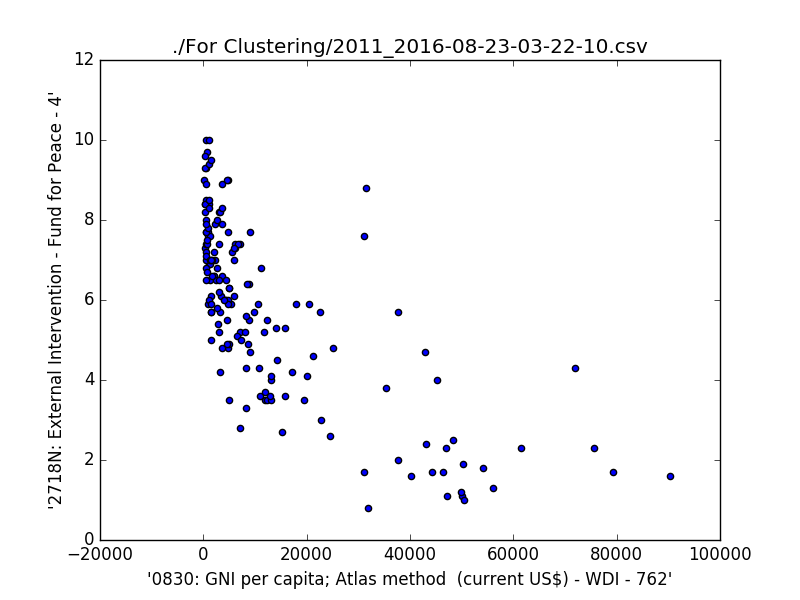 ./For Clustering/2011_2016-08-23-03-22-10.csv
12
10
8
6
4
2
0
'2718N: External Intervention - Fund for Peace - 4'
−20000 0 20000 40000 60000 80000 100000
'0830: GNI per capita; Atlas method  (current US$) - WDI - 762'